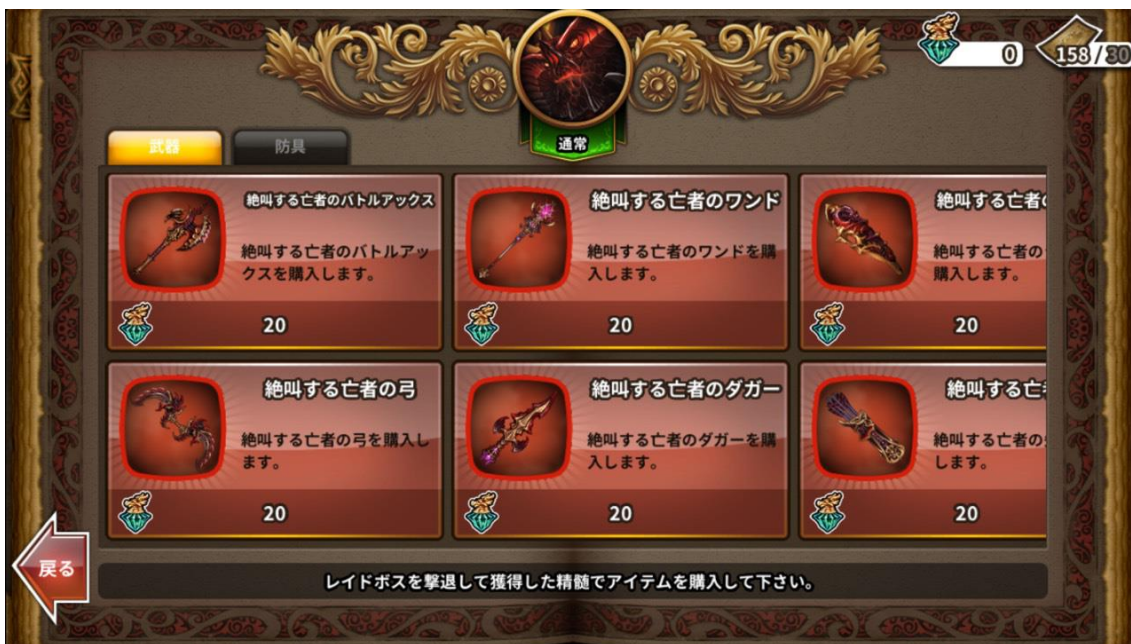 0
158/30
通常
武器
防具
絶叫する亡者のバトルアックス
絶叫する亡者のバトルアッ
クスを購入します。
20
絶叫する亡者のワンド
絶叫する亡者のワンドを購
入します。
20
絶叫する亡者
絶叫する亡者の
購入します。
20
絶叫する亡者の弓
絶叫する亡者の弓を購入し
ます。
20
絶叫する亡者のダガー
絶叫する亡者のダガーを購
入します。
20
絶叫する亡
絶叫する亡者の
します。
20
戻る
レイドボスを撃退して獲得した精髄でアイテムを購入して下さい。